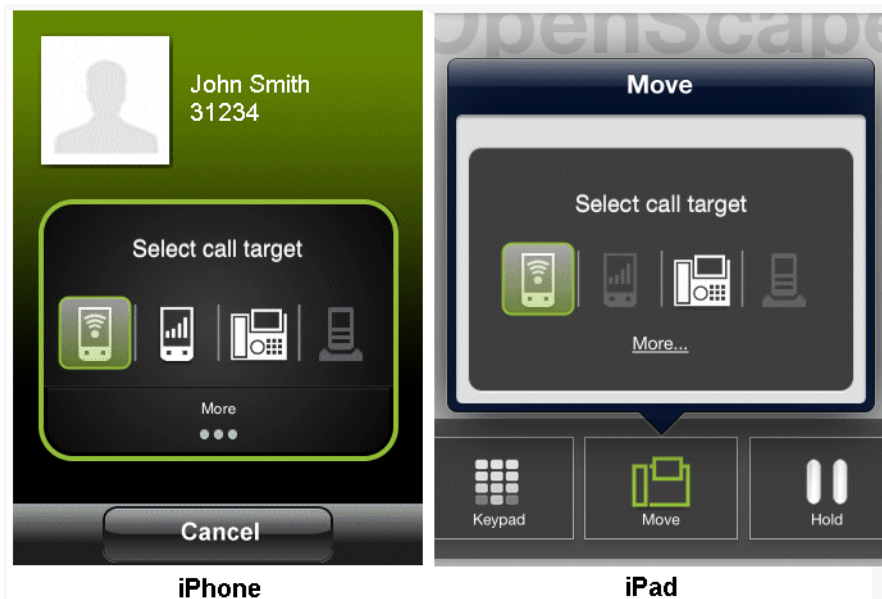 John Smith
31234
Select call target
More
Cancel
iPhone
OpenScape
Move
Select call target
More...
Keypad
Move
Hold
iPad